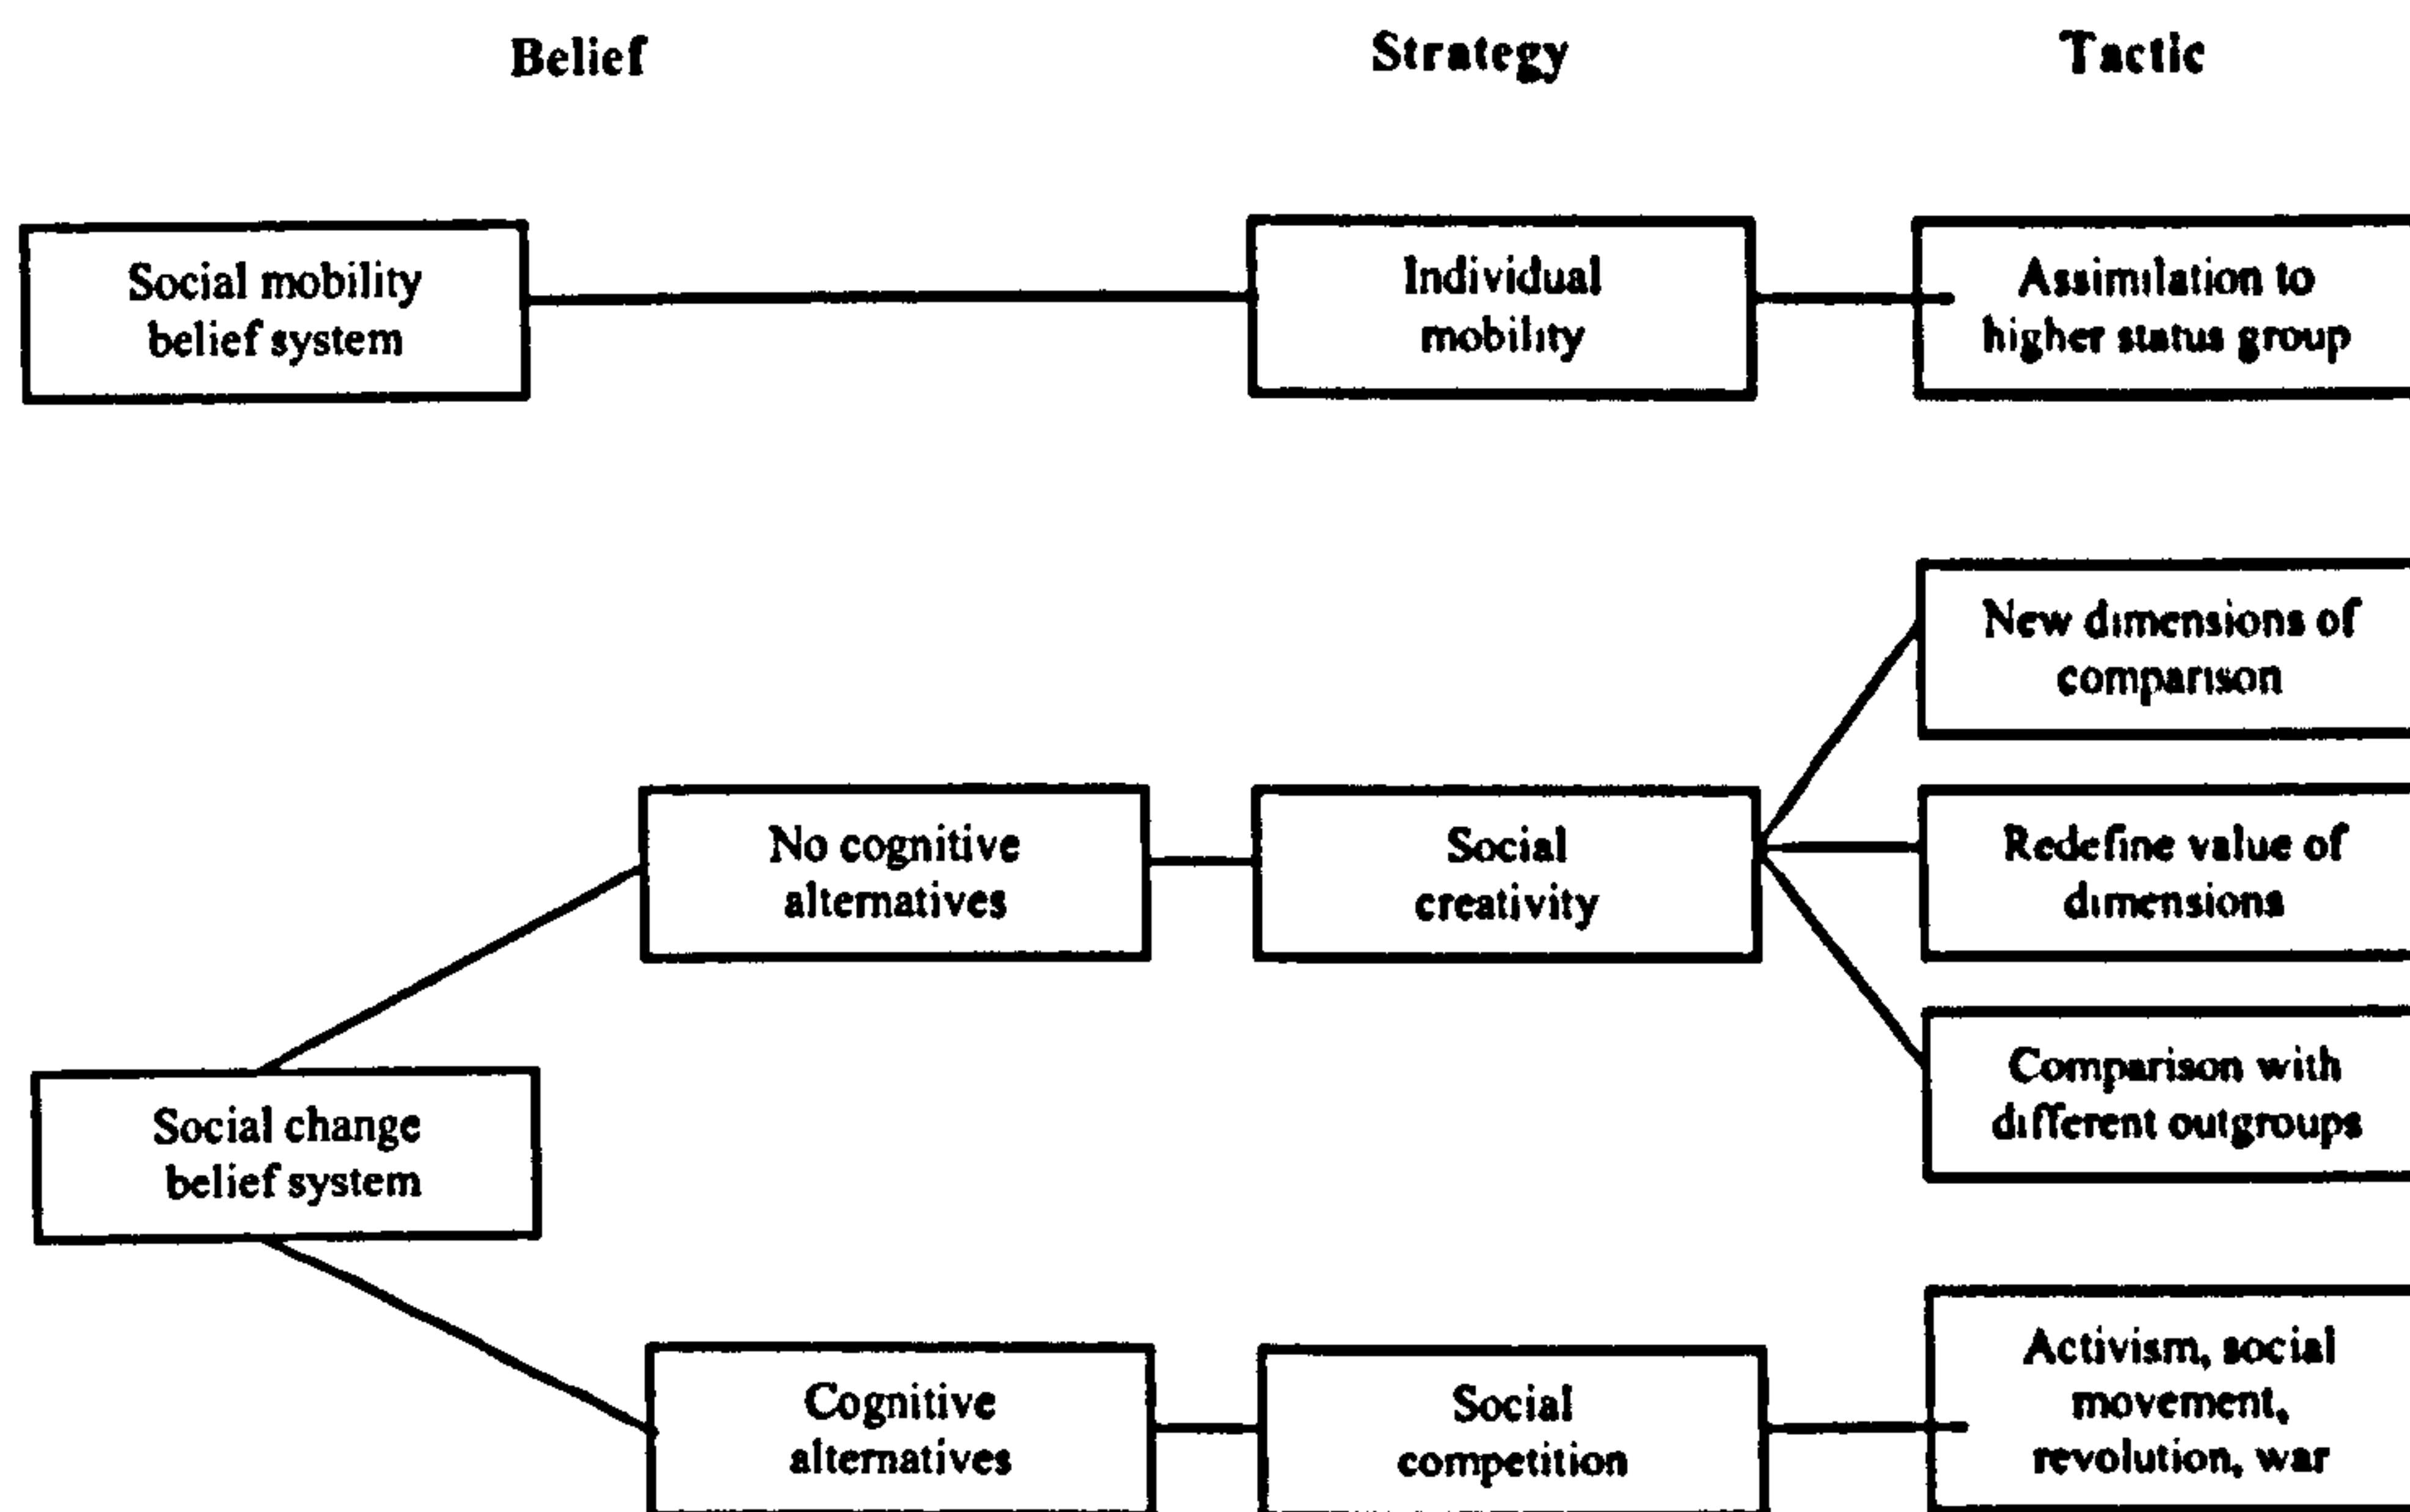 Belief
Strategy
Tactic
Social mobility
belief system
Individual
mobility
Assimilation to
higher status group
New dimensions of
comparison
No cognitive
alternatives
Social
creativity
Redefine value of
dimensions
Comparison with
different outgroups
Social change
belief system
Cognitive
alternatives
Social
competition
Activism, social
movement,
revolution, war